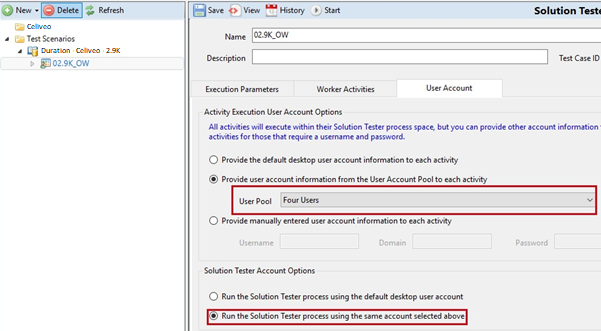 New Delete Refresh
Celiveo
Test Scenarios
Duration - Celiveo - 2.9K
02.9K_OW
Save View History Start Solution Tester
Name 02.9K_OW
Description Test Case ID
Execution Parameters Worker Activities User Account
Activity Execution User Account Options
All activities will execute within their Solution Tester process space, but you can provide other account information
activities for those that require a username and password.
Provide the default desktop user account information to each activity
Provide user account information from the User Account Pool to each activity
User Pool Four Users
Provide manually entered user account information to each activity
Username Domain Password
Solution Tester Account Options
Run the Solution Tester process using the default desktop user account
Run the Solution Tester process using the same account selected above